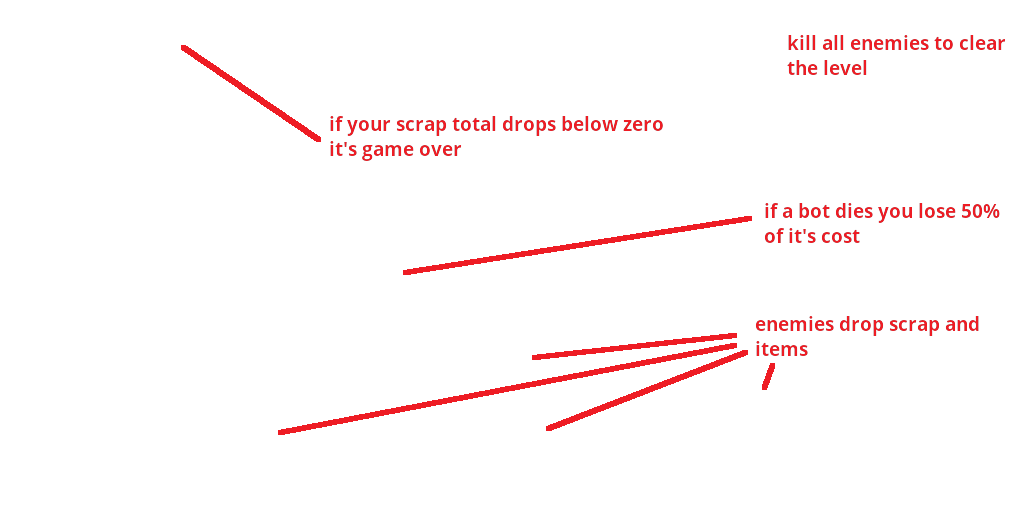 kill all enemies to clear
the level
if your scrap total drops below zero
it's game over
if a bot dies you lose 50%
of it's cost
enemies drop scrap and
items